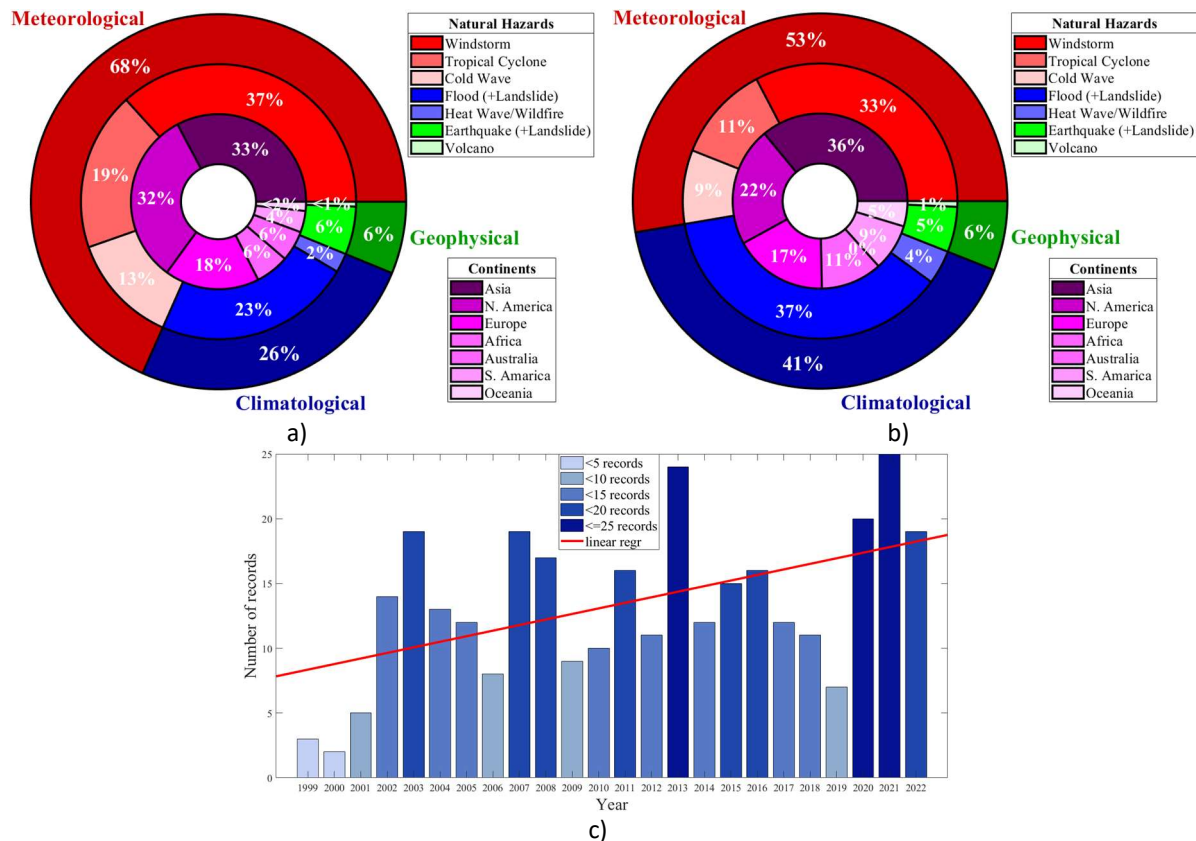 Meteorological
68%
37%
33%
19%
32%
13%
18%
23%
26%
6%
6%
4%
<2%
<1%
6%
2%
6%
Geophysical
Climatological
Natural Hazards
Windstorm
Tropical Cyclone
Cold Wave
Flood (+Landslide)
Heat Wave/Wildfire
Earthquake (+Landslide)
Volcano
Continents
Asia
N. America
Europe
Africa
Australia
S. Amarica
Oceania
a)
Meteorological
53%
33%
36%
11%
22%
9%
17%
37%
41%
11%
0%
9%
5%
1%
5%
4%
6%
Geophysical
Climatological
Natural Hazards
Windstorm
Tropical Cyclone
Cold Wave
Flood (+Landslide)
Heat Wave/Wildfire
Earthquake (+Landslide)
Volcano
Continents
Asia
N. America
Europe
Africa
Australia
S. Amarica
Oceania
b)
25
20
15
10
5
0
Number of records
<5 records
<10 records
<15 records
<20 records
<=25 records
linear regr
1999 2000 2001 2002 2003 2004 2005 2006 2007 2008 2009 2010 2011 2012 2013 2014 2015 2016 2017 2018 2019 2020 2021 2022
Year
c)